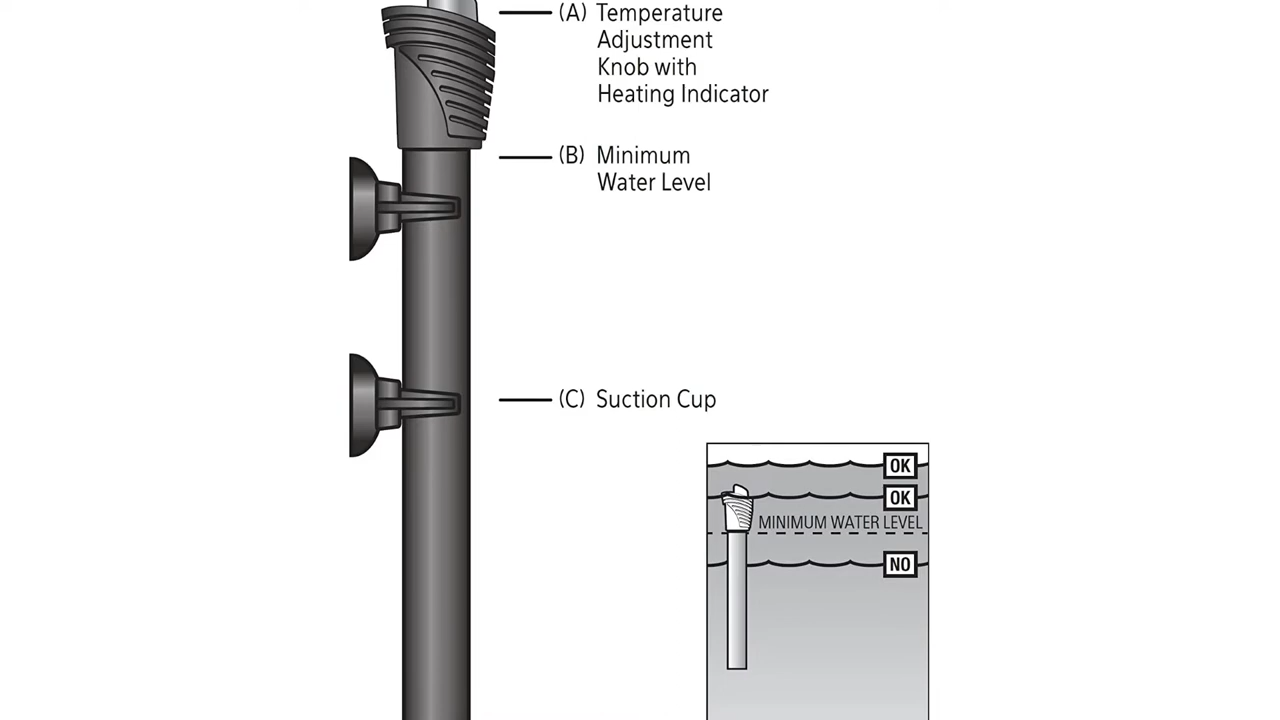 (A) Temperature
Adjustment
Knob with
Heating Indicator
(B) Minimum
Water Level
(C) Suction Cup
OK
OK
MINIMUM WATER LEVEL
NO